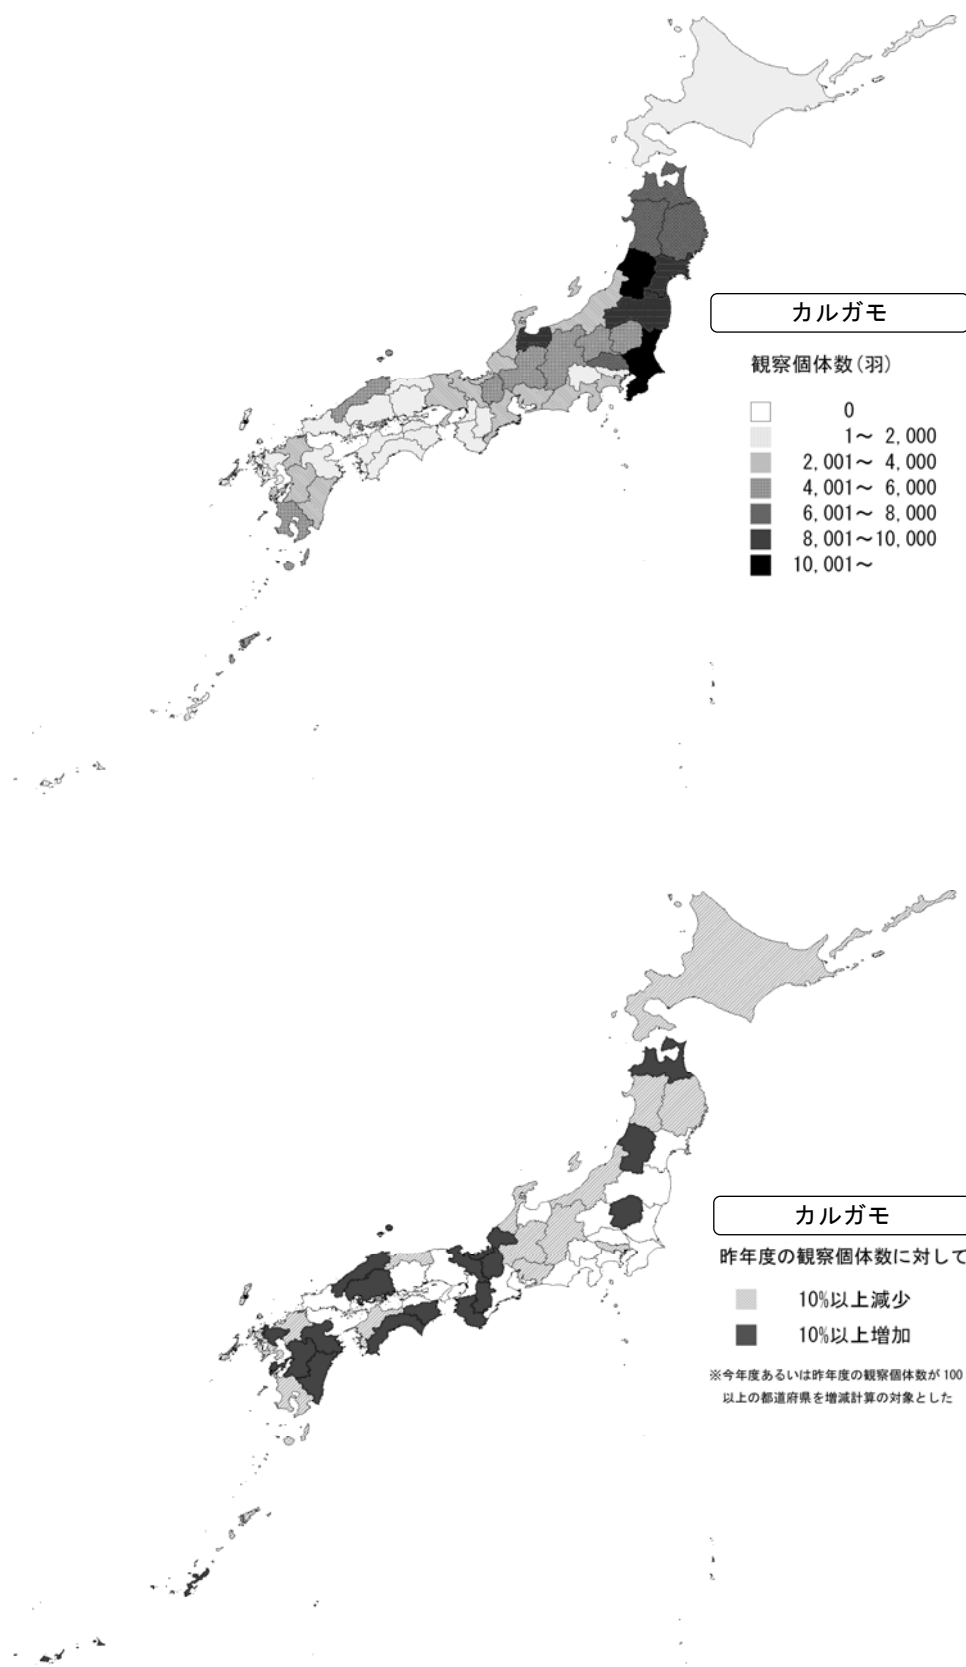 カルガモ
観察個体数(羽)
0
1~ 2,000
2,001~ 4,000
4,001~ 6,000
6,001~ 8,000
8,001~10,000
10,001~
カルガモ
昨年度の観察個体数に対して
10%以上減少
10%以上増加
※今年度あるいは昨年度の観察個体数が 100
以上の都道府県を増減計算の対象とした